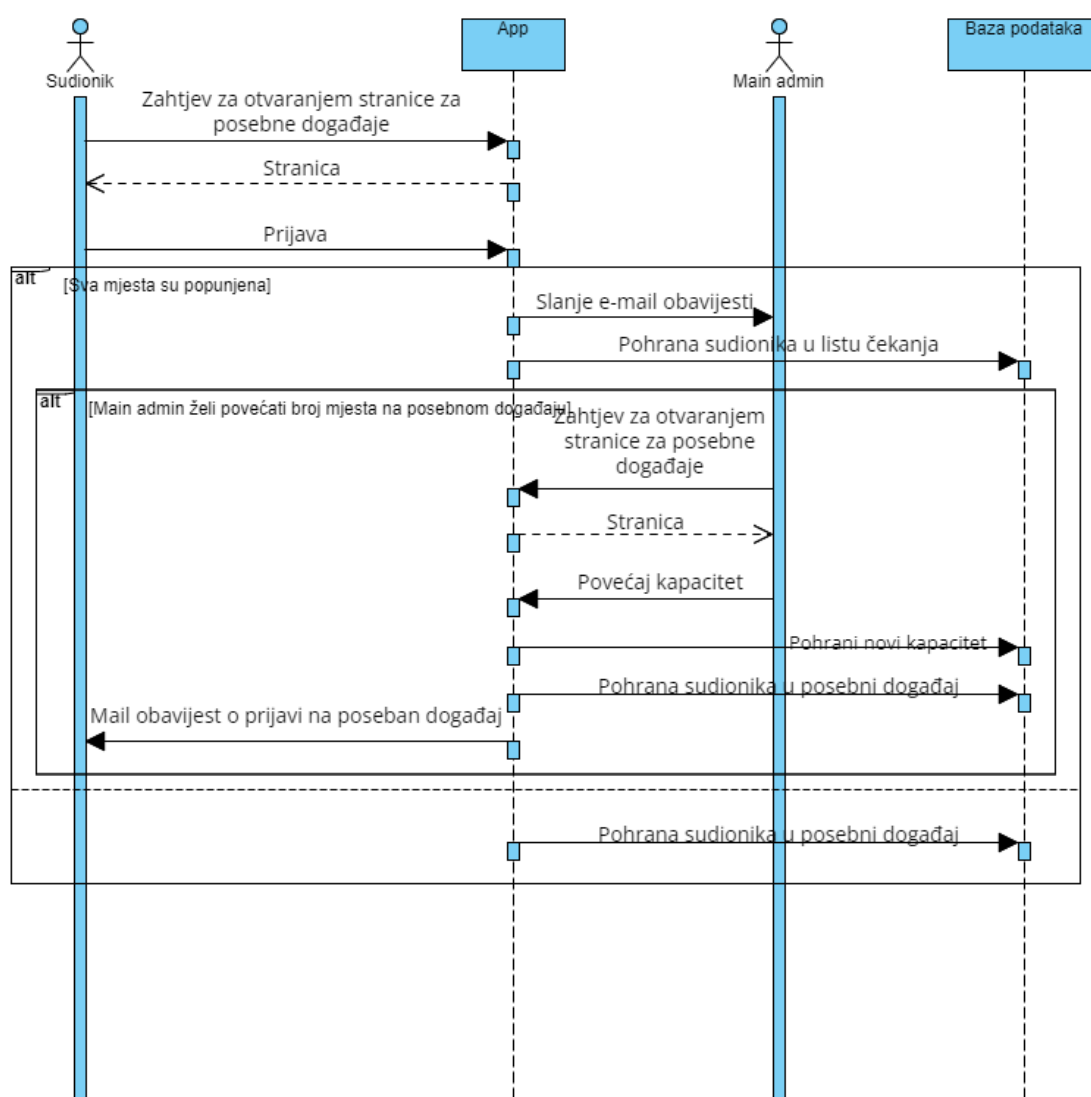 App
Baza podataka
Sudionik
Main admin
Zahtjev za otvaranjem stranice za
posebne događaje
Stranica
Prijava
alt
[Sva mjesta su popunjena]
Slanje e-mail obavijesti
Pohrana sudionika u listu čekanja
alt
[Main admin želi povećati broj mjesta na posebnom događaju]
Zahtjev za otvaranjem
stranice za posebne
događaje
Stranica
Povećaj kapacitet
Pohrani novi kapacitet
Pohrana sudionika u posebni događaj
Mail obavijest o prijavi na poseban događaj
Pohrana sudionika u posebni događaj